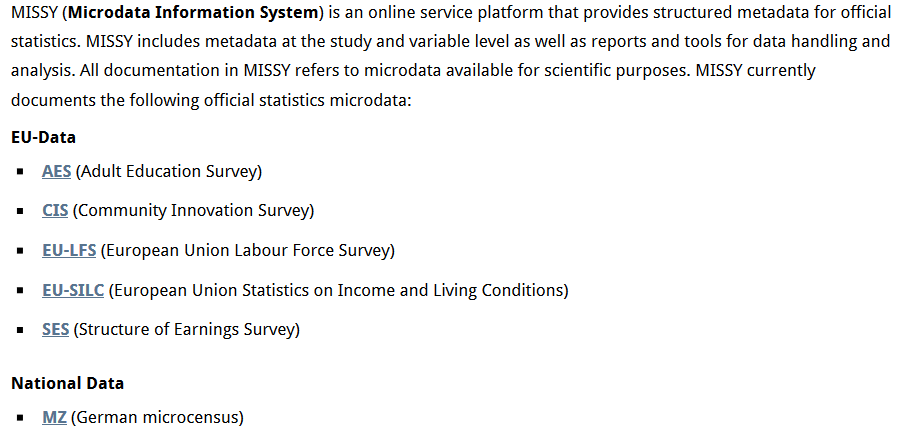 MISSY (Microdata Information System) is an online service platform that provides structured metadata for official
statistics. MISSY includes metadata at the study and variable level as well as reports and tools for data handling and
analysis. All documentation in MISSY refers to microdata available for scientific purposes. MISSY currently
documents the following official statistics microdata:
EU-Data
▪ AES (Adult Education Survey)
▪ CIS (Community Innovation Survey)
▪ EU-LFS (European Union Labour Force Survey)
▪ EU-SILC (European Union Statistics on Income and Living Conditions)
▪ SES (Structure of Earnings Survey)
National Data
▪ MZ (German microcensus)